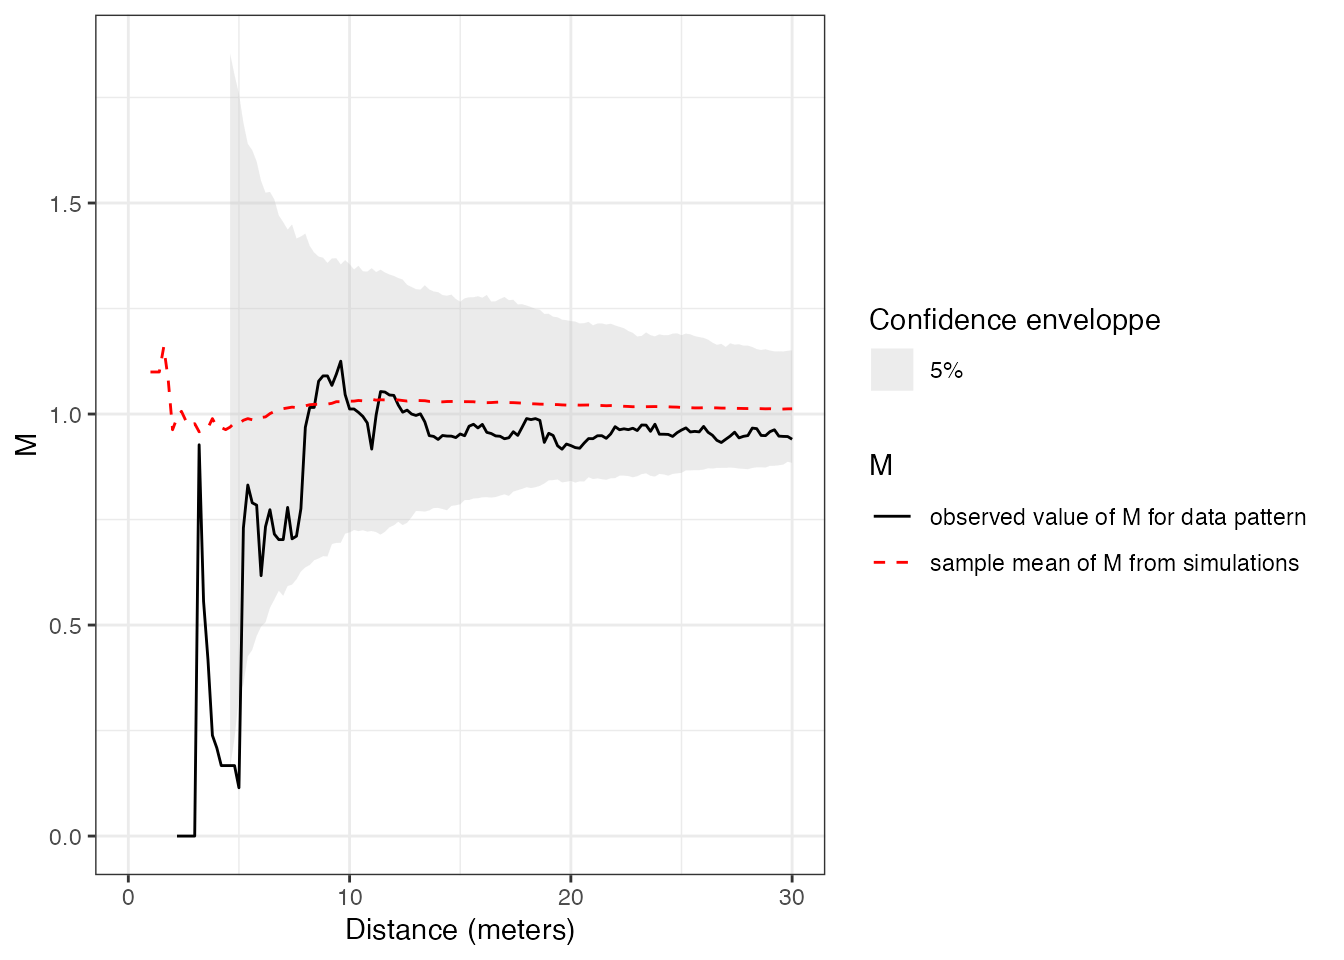 M
1.5
1.0
0.5
0.0
0
10
20
30
Distance (meters)
Confidence enveloppe
5%
M
observed value of M for data pattern
sample mean of M from simulations